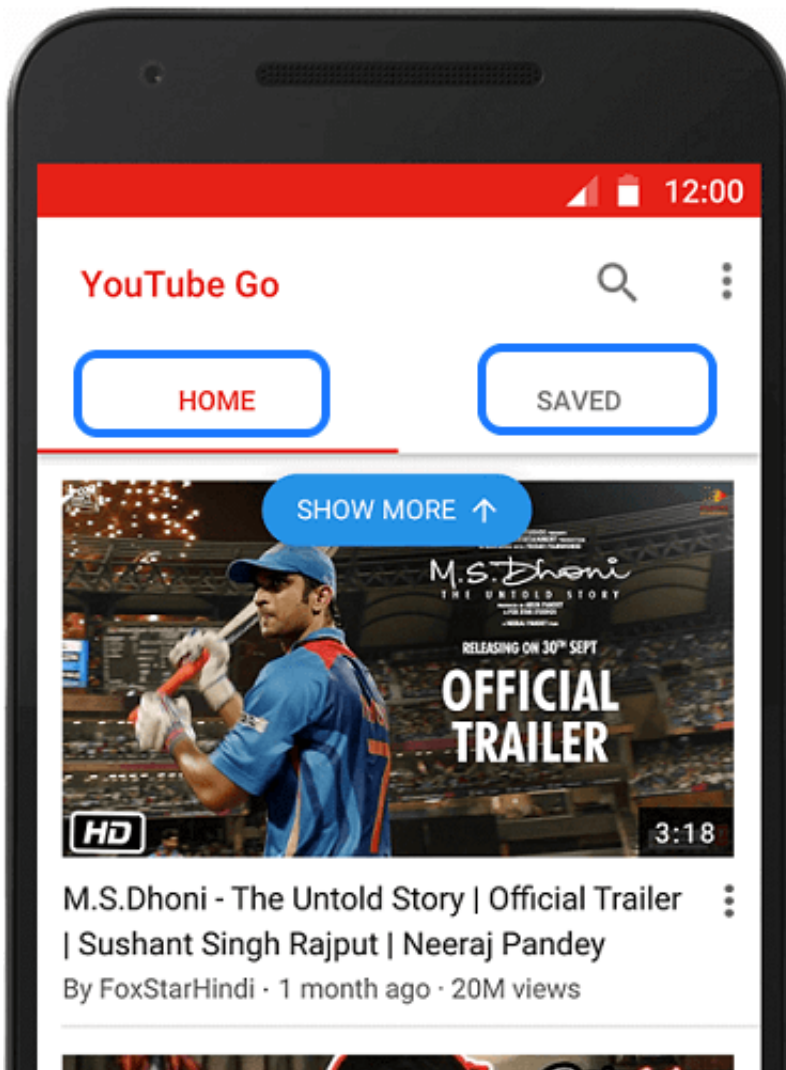 12:00
YouTube Go
HOME SAVED
SHOW MORE ↑
M.S.Dhoni
THE UNTOLD STORY
RELEASING ON 30TH SEPT
OFFICIAL
TRAILER
7
HD
3:18
M.S.Dhoni - The Untold Story | Official Trailer
| Sushant Singh Rajput | Neeraj Pandey
By FoxStarHindi · 1 month ago · 20M views